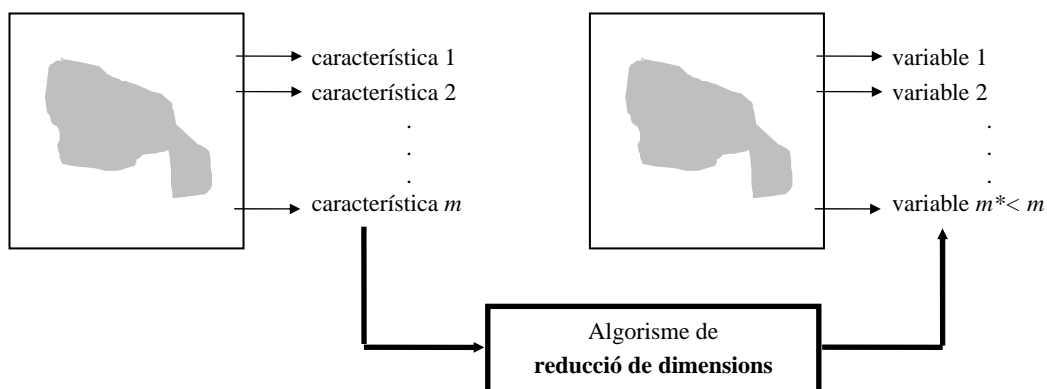 característica 1
característica 2
.
.
.
característica m
variable 1
variable 2
.
.
.
variable m*< m
Algorisme de
reducció de dimensions